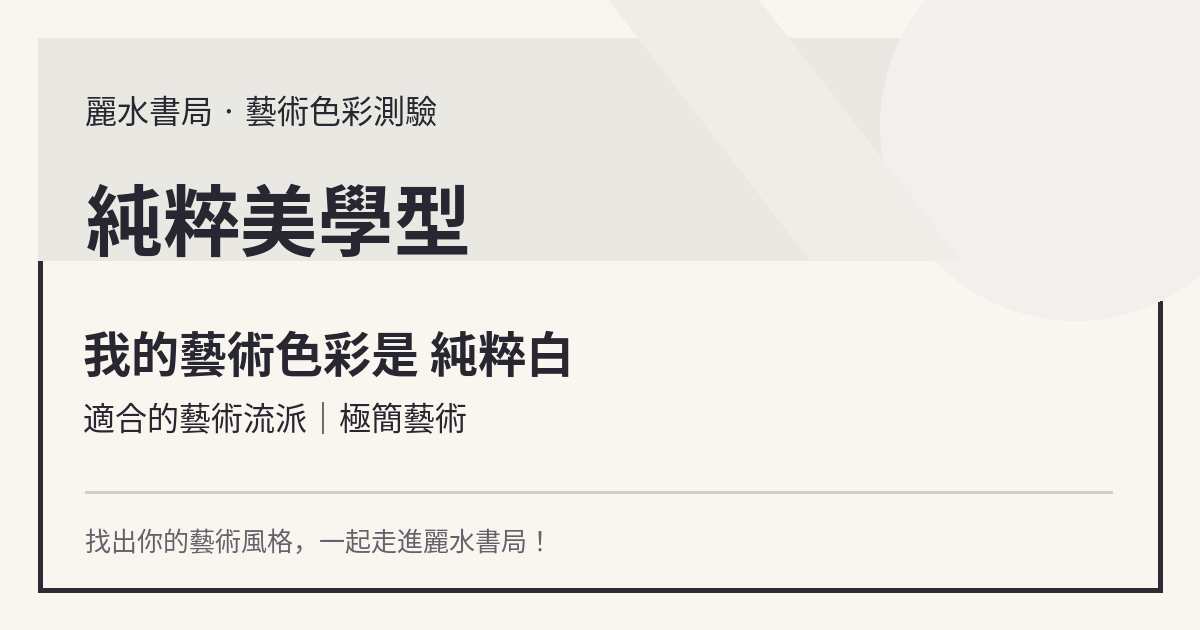 麗水書局 · 藝術色彩測驗
純粹美學型
我的藝術色彩是 純粹白
適合的藝術流派｜極簡藝術
找出你的藝術風格，一起走進麗水書局！